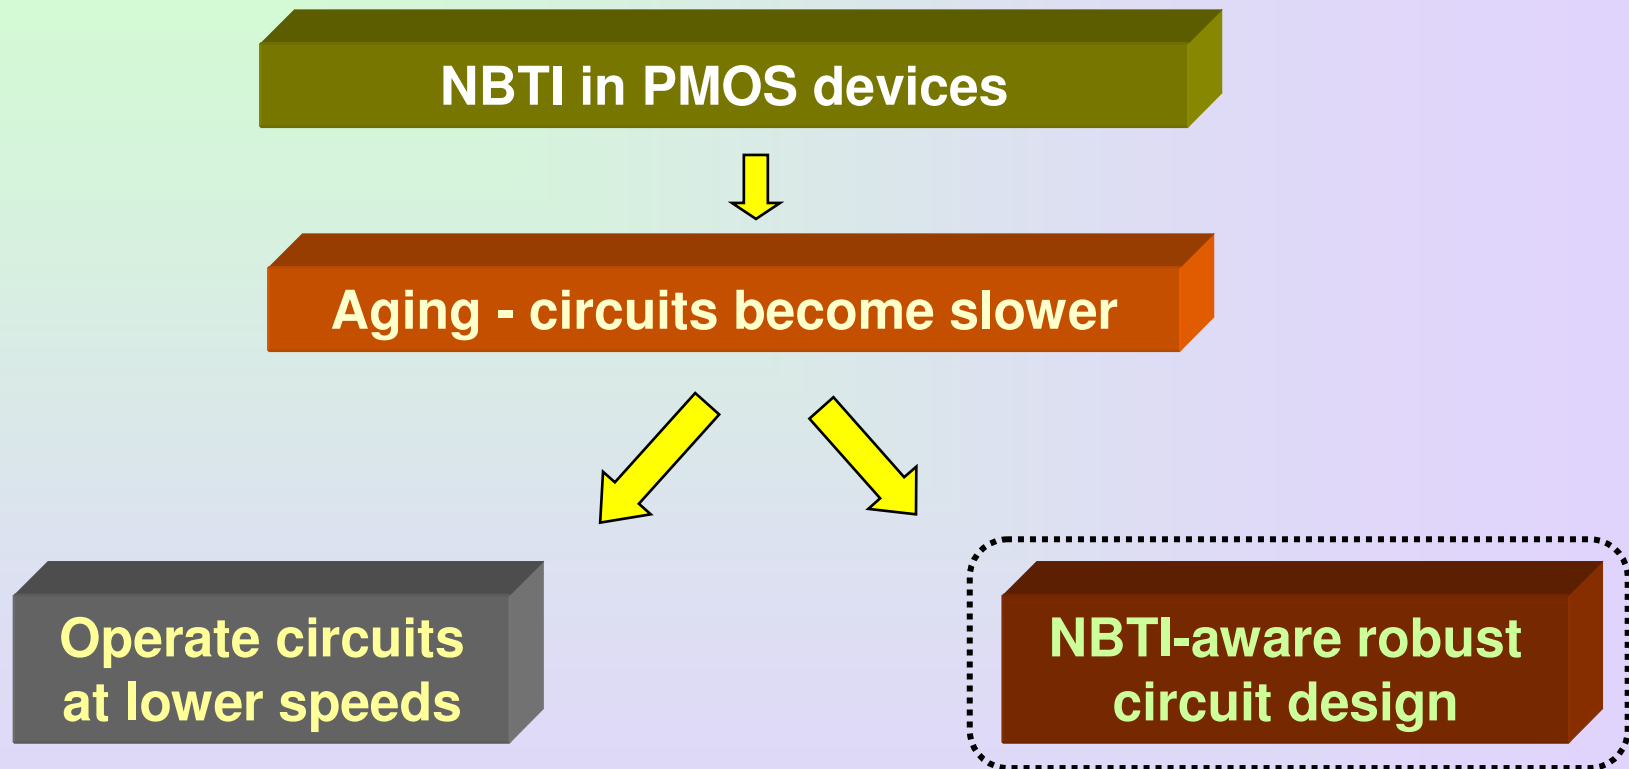 NBTI in PMOS devices
Aging - circuits become slower
Operate circuits
at lower speeds
NBTI-aware robust
circuit design